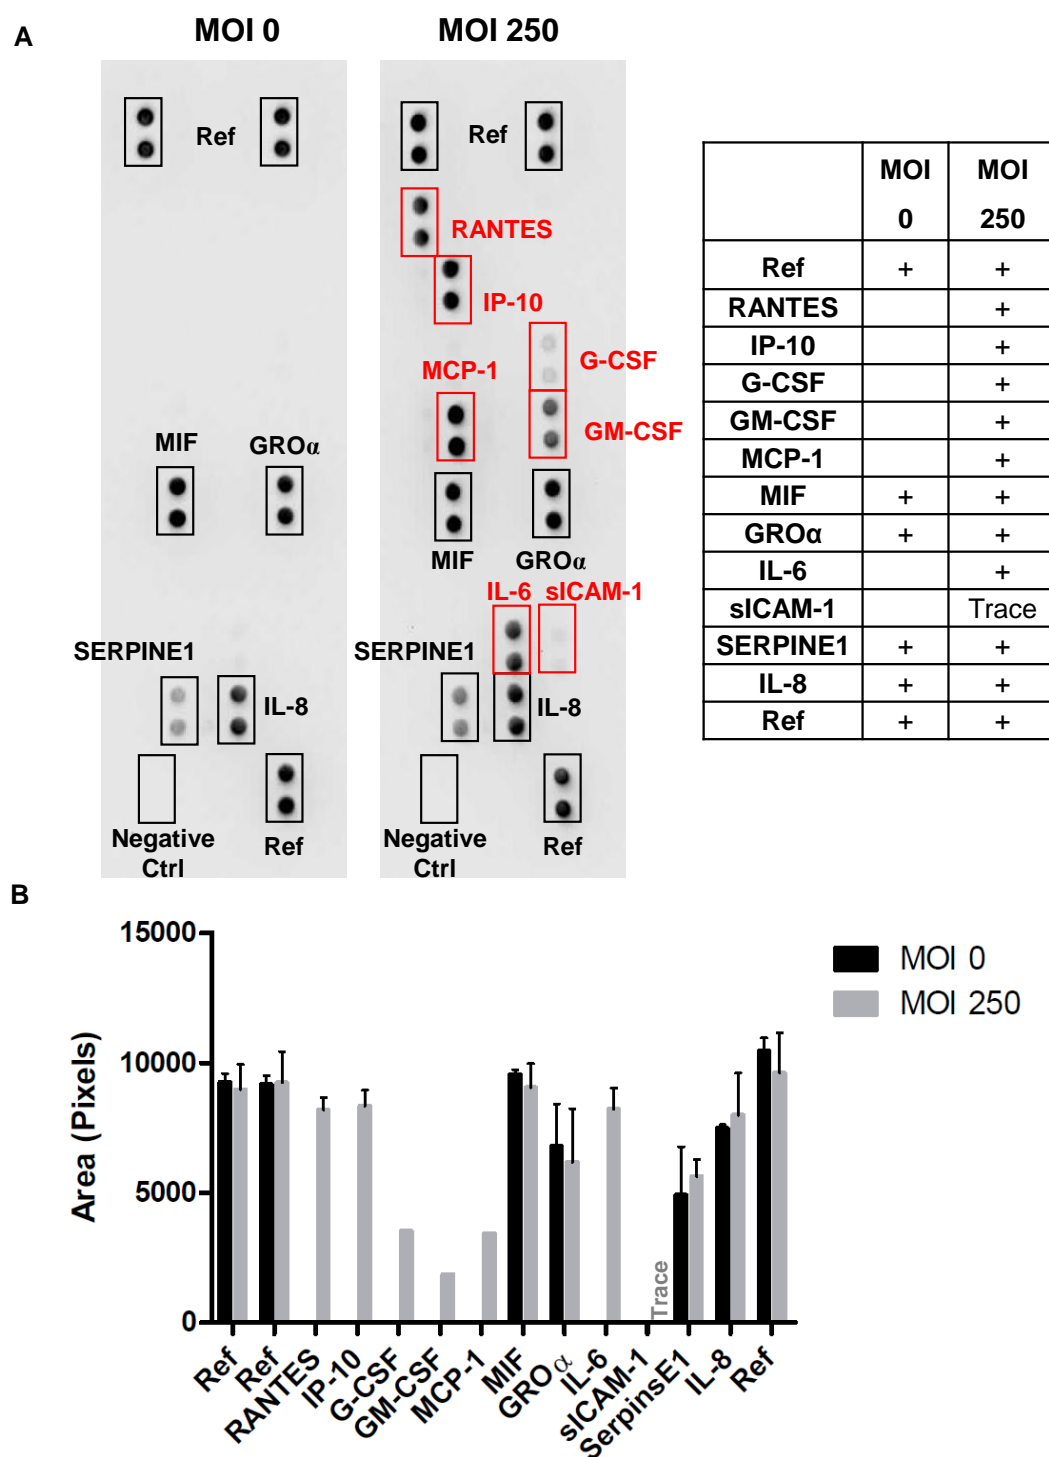 A
MOI 0
MOI 250
Ref
Ref
RANTES
IP-10
G-CSF
MCP-1
GM-CSF
MIF
GROα
MIF
GROα
IL-6
sICAM-1
SERPINE1
SERPINE1
IL-8
IL-8
Negative
Ctrl
Ref
Negative
Ctrl
Ref
MOI 0 MOI 250
Ref + +
RANTES +
IP-10 +
G-CSF +
GM-CSF +
MCP-1 +
MIF + +
GROα + +
IL-6 +
sICAM-1 Trace
SERPINE1 + +
IL-8 + +
Ref + +
B
Area (Pixels)
15000
10000
5000
0
MOI 0
MOI 250
Trace
Ref
Ref
RANTES
IP-10
G-CSF
GM-CSF
MCP-1
MIF
GROα
IL-6
sICAM-1
SerpinsE1
IL-8
Ref